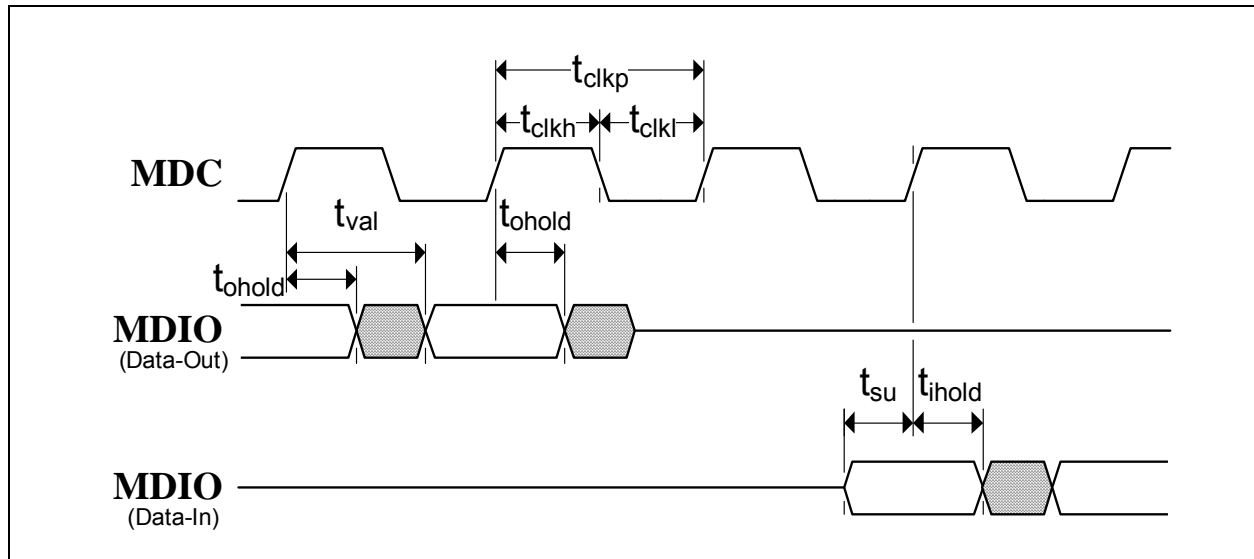 tclkp
tclkh tclkl
MDC
tval tohold
tohold
MDIO
(Data-Out)
tsu tihold
MDIO
(Data-In)